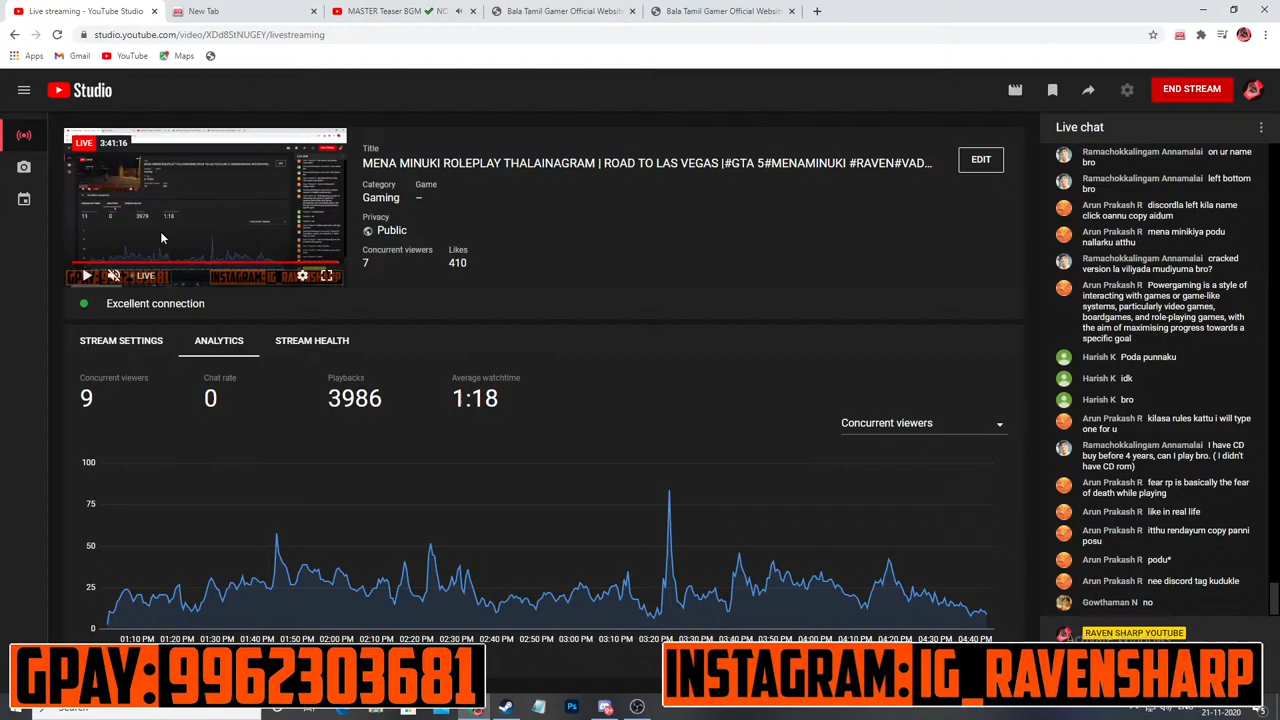 Live streaming - YouTube Studio
New Tab
MASTER Teaser BGM ✔ NO
Bala Tamil Gamer Official Website
Bala Tamil Gamer Official Website
studio.youtube.com/video/XDd8StNUGEY/livestreaming
Apps
Gmail
YouTube
Maps
Studio
END STREAM
LIVE 3:41:16
LIVE
Title
MENA MINUKI ROLEPLAY THALAINAGRAM | ROAD TO LAS VEGAS |#GTA5#MENAMINUKY#RAVEN#VAD...
EDIT
Category Game
Gaming –
Privacy
Public
Concurrent viewers Likes
7 410
Excellent connection
STREAM SETTINGS ANALYTICS STREAM HEALTH
Concurrent viewers Chat rate Playbacks Average watchtime
9 0 3986 1:18
Concurrent viewers
100
75
50
25
0
01:10 PM 01:20 PM 01:30 PM 01:40 PM 01:50 PM 02:00 PM 02:10 PM 02:20 PM 02:30 PM 02:40 PM 02:50 PM 03:00 PM 03:10 PM 03:20 PM 03:30 PM 03:40 PM 03:50 PM 04:00 PM 04:10 PM 04:20 PM 04:30 PM 04:40 PM
Live chat
Ramachokkalingam Annamalai on ur name
bro
Ramachokkalingam Annamalai left bottom
bro
Arun Prakash R discordla left kila name
click oannu copy aidum
Arun Prakash R mena minikiya podu
nallarku atthu
Ramachokkalingam Annamalai cracked
version la viliyada mudiyuma bro?
Arun Prakash R Powergaming is a style of
interacting with games or game-like
systems, particularly video games,
boardgames, and role-playing games, with
the aim of maximising progress towards a
specific goal
Harish K Poda punnaku
Harish K idk
Harish K bro
Arun Prakash R kilasa rules kattu i will type
one for u
Ramachokkalingam Annamalai I have CD
buy before 4 years, can I play bro. ( I didn't
have CD rom)
Arun Prakash R fear rp is basically the fear
of death while playing
Arun Prakash R like in real life
Arun Prakash R itthu rendayum copy panni
posu
Arun Prakash R podu*
Arun Prakash R nee discord tag kudukle
Gowthaman N no
RAVEN SHARP YOUTUBE
GPAY:9962303681
INSTAGRAM:IG_RAVENSHARP
21-11-2020